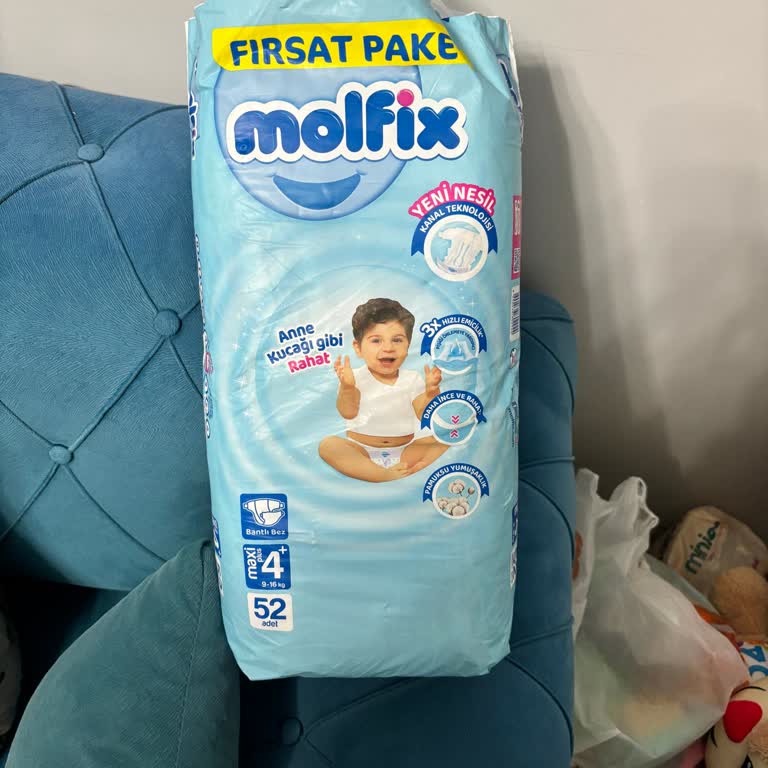 FIRSAT PAKE
molfix
YENİ NESİL
KANAL TEKNOLOJİSİ
3X HIZLI EMİCİLİK*
Anne
Kucağı gibi
Rahat
DAHA İNCE VE RAHAT
PAMUKSU YUMUŞAKLIK
Bantlı Bez
maxi
plus
4+
9-16 kg
52
adet
minio